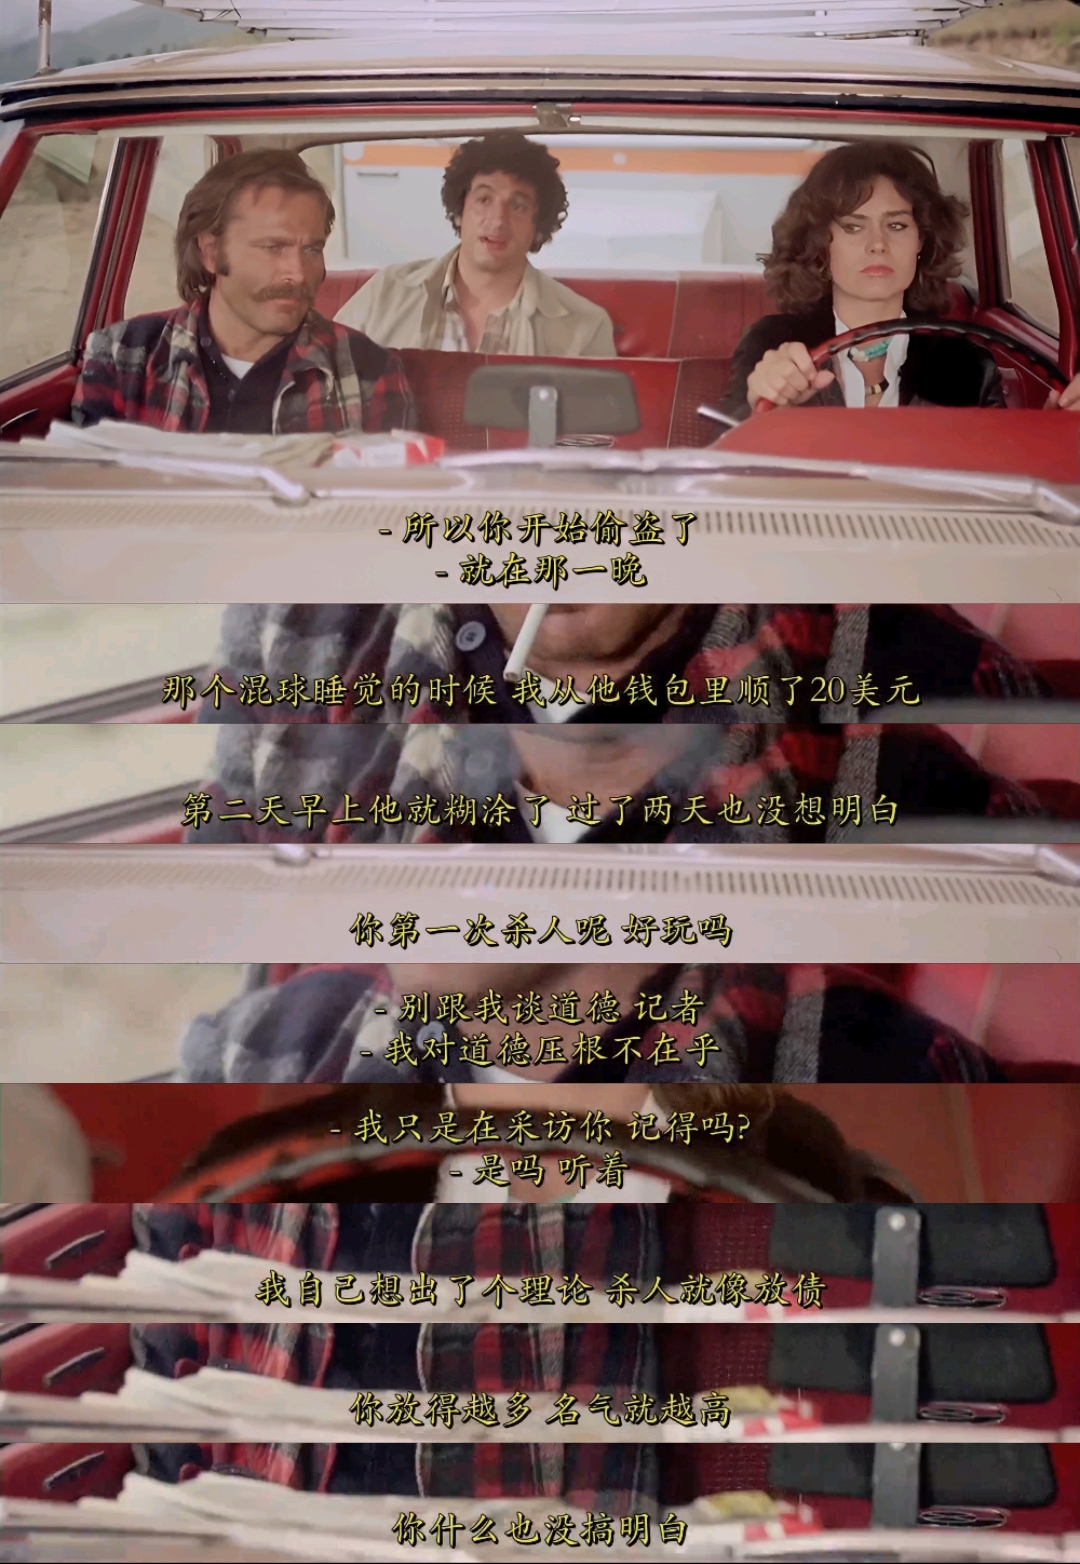 - 所以你开始偷盗了
- 就在那一晚
那个混球睡觉的时候 我从他钱包里顺了20美元
第二天早上他就糊涂了 过了两天也没想明白
你第一次杀人呢 好玩吗
- 别跟我谈道德 记者
- 我对道德压根不在乎
- 我只是在采访你 记得吗?
- 是吗 听着
我自己想出了个理论 杀人就像放债
你放得越多 名气就越高
你什么也没搞明白